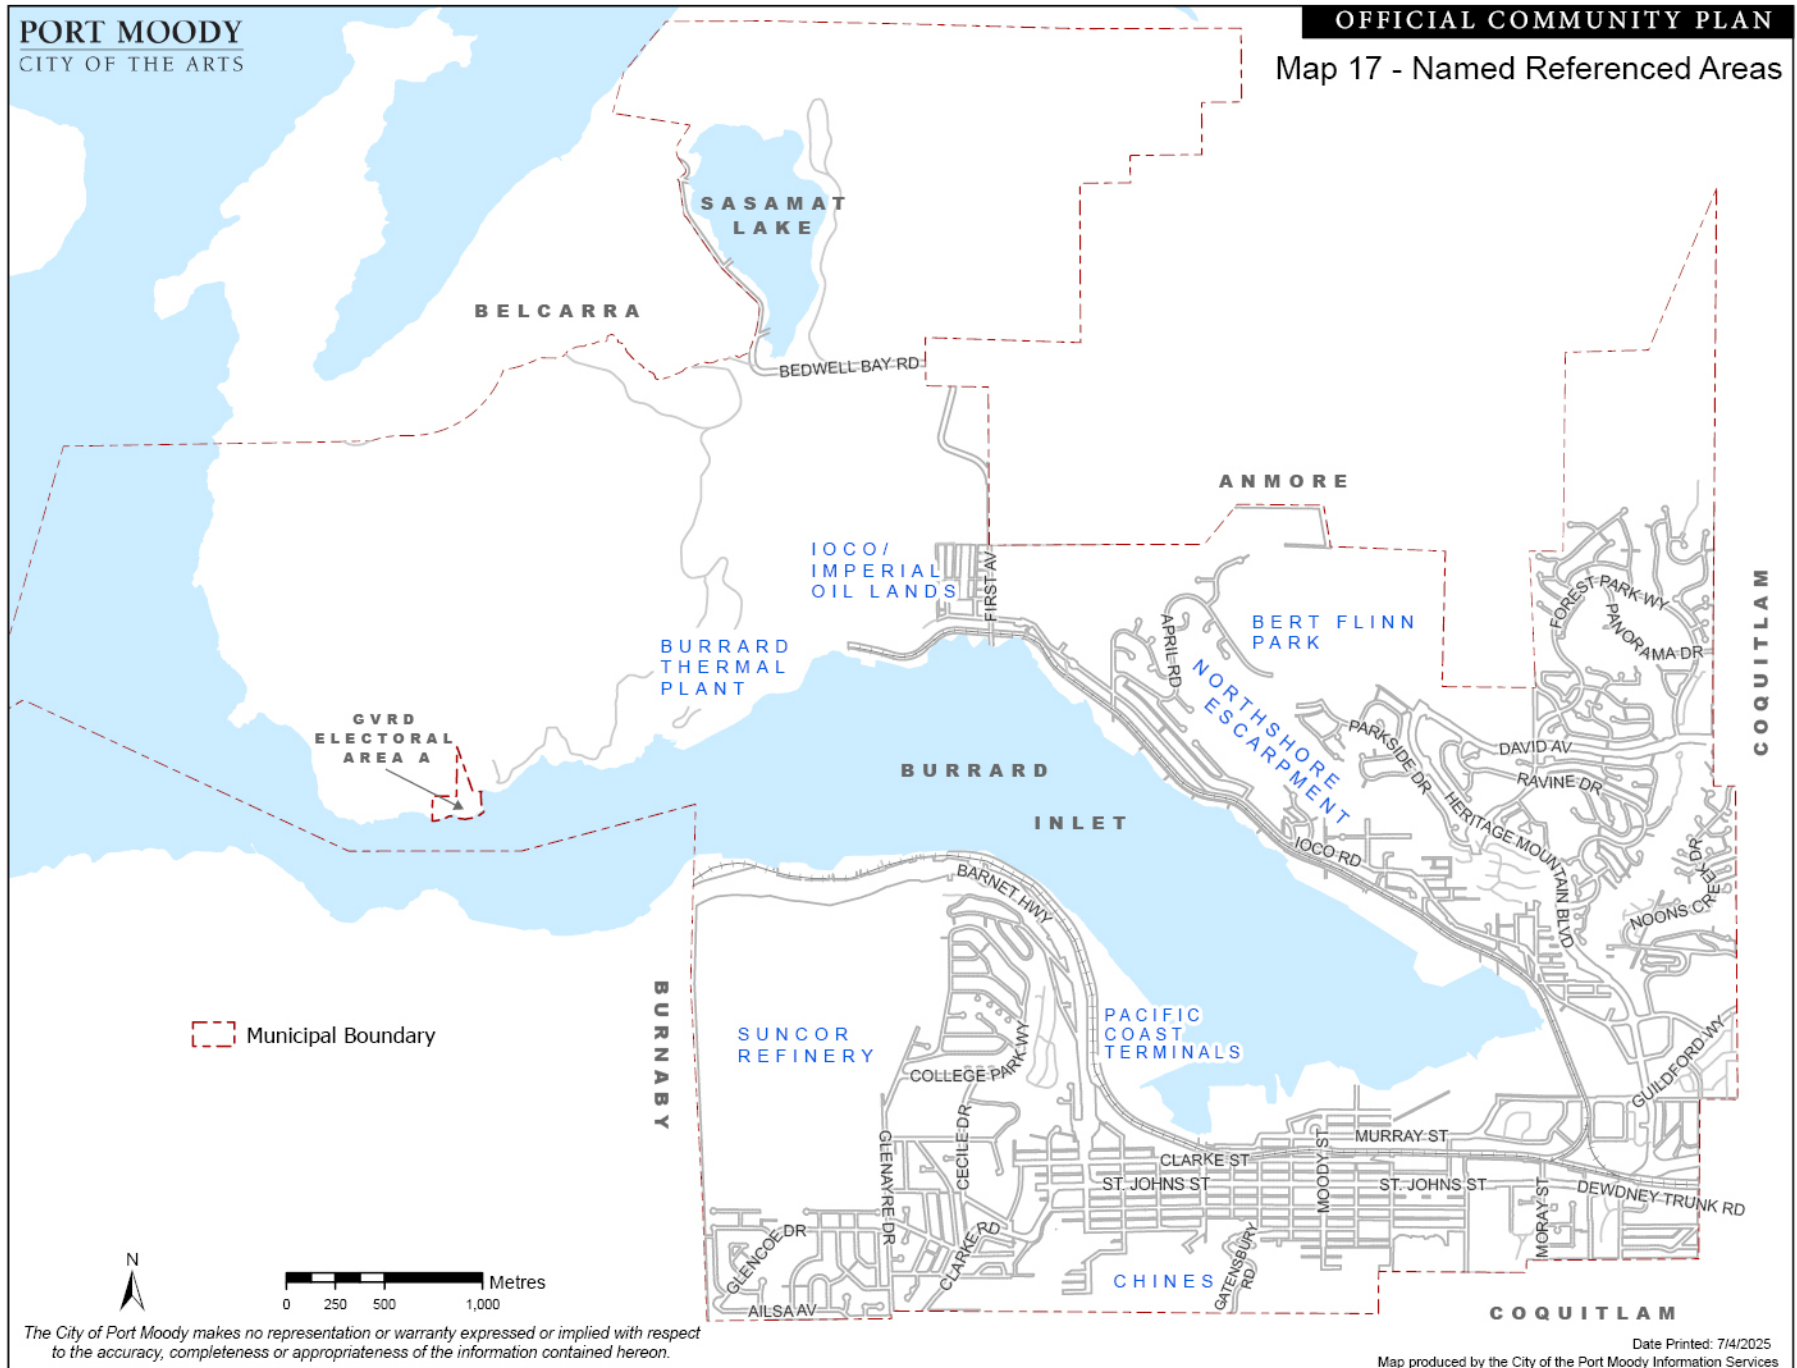 PORT MOODY
CITY OF THE ARTS
OFFICIAL COMMUNITY PLAN
Map 17 - Named Referenced Areas
SASAMAT
LAKE
BELCARRA
BEDWELL BAY RD
ANMORE
IOCO/
IMPERIAL
OIL LANDS
FIRST AV
BURRARD
THERMAL
PLANT
APRIL RD
BERT FLINN
PARK
NORTHSHORE
ESCARPMENT
FOREST PARK WY
PANORAMA DR
COQUITLAM
GVRD
ELECTORAL
AREA A
BURRARD
INLET
PARKSIDE DR
DAVID AV
RAVINE DR
HERITAGE MOUNTAIN BLVD
IOCO RD
NOONS CREEK DR
BARNET HWY
BURNABY
Municipal Boundary
SUNCOR
REFINERY
PACIFIC
COAST
TERMINALS
COLLEGE PARK WY
GUILDFORD WY
CECILE DR
GLENAYRE DR
MURRAY ST
CLARKE ST
MOODY ST
ST. JOHNS ST
ST. JOHNS ST
DEWDNEY TRUNK RD
MORAY ST
GLENCOE DR
CLARKE RD
GATENSBURY
RD
CHINES
AILSA AV
COQUITLAM
N
Metres
0 250 500 1,000
The City of Port Moody makes no representation or warranty expressed or implied with respect
to the accuracy, completeness or appropriateness of the information contained hereon.
Date Printed: 7/4/2025
Map produced by the City of the Port Moody Information Services